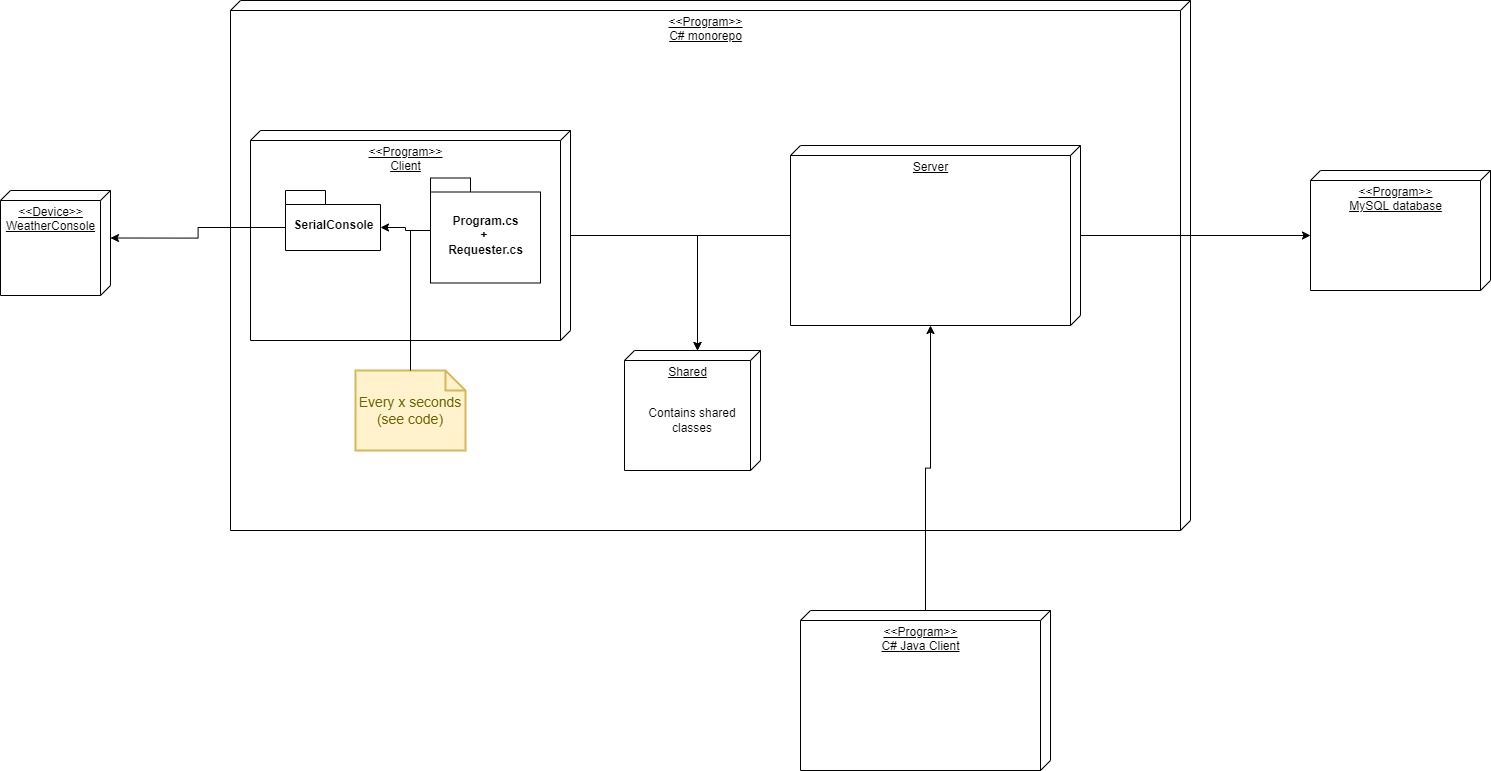 <<Program>>
C# monorepo
<<Program>>
Client
SerialConsole
Program.cs
+
Requester.cs
Server
<<Device>>
WeatherConsole
<<Program>>
MySQL database
Every x seconds
(see code)
Shared
Contains shared
classes
<<Program>>
C# Java Client